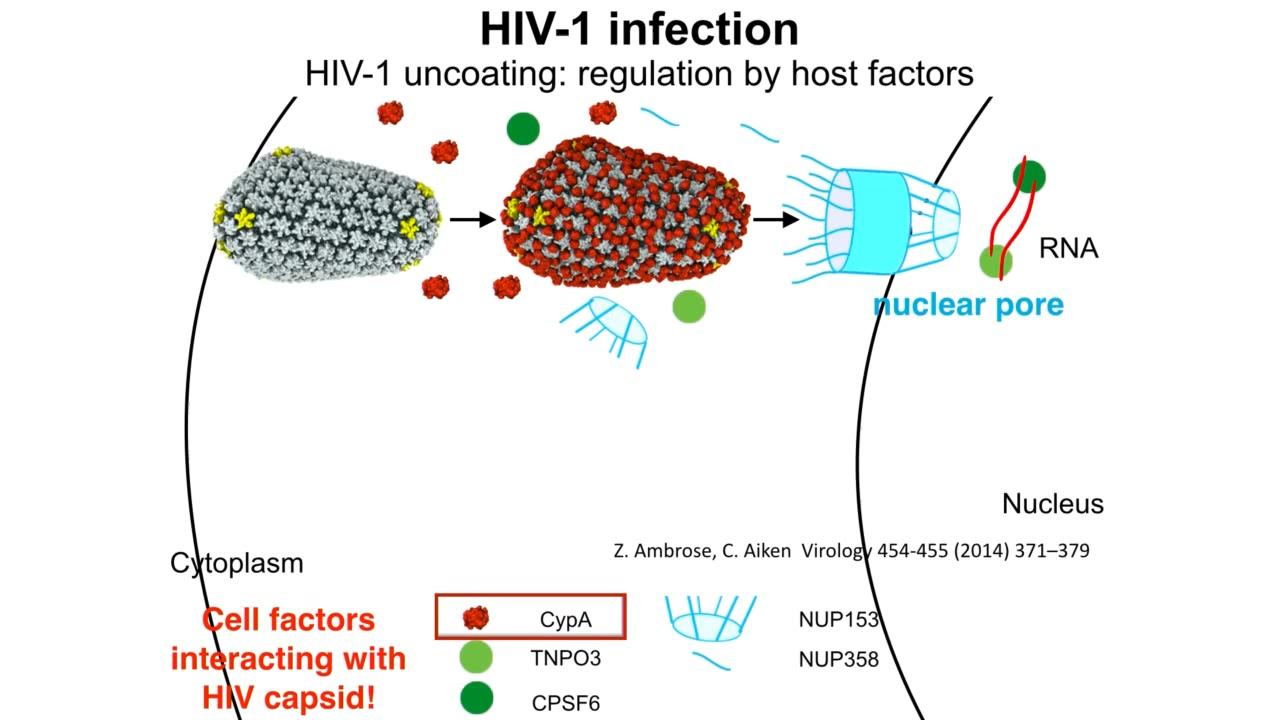 HIV-1 infection
HIV-1 uncoating: regulation by host factors
RNA
nuclear pore
Nucleus
Z. Ambrose, C. Aiken Virology 454-455 (2014) 371–379
Cytoplasm
Cell factors
interacting with
HIV capsid!
CypA
TNPO3
CPSF6
NUP153
NUP358